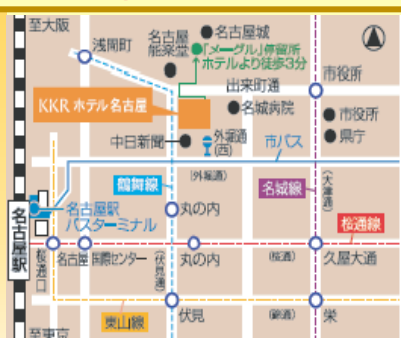 至大阪
浅間町
名古屋
能楽堂
名古屋城
「メーグル」停留所
ホテルより徒歩3分
出来町通
市役所
KKR ホテル名古屋
名城病院
市役所
県庁
中日新聞
外堀通
(西)
市バス
(外堀通)
鶴舞線
名城線
(大津通)
名古屋駅
バスターミナル
丸の内
桜通線
名古屋駅
桜通口
名古屋
国際センター
(伏見通)
丸の内
(桜通)
久屋大通
東山線
伏見
(錦通)
栄
至東京